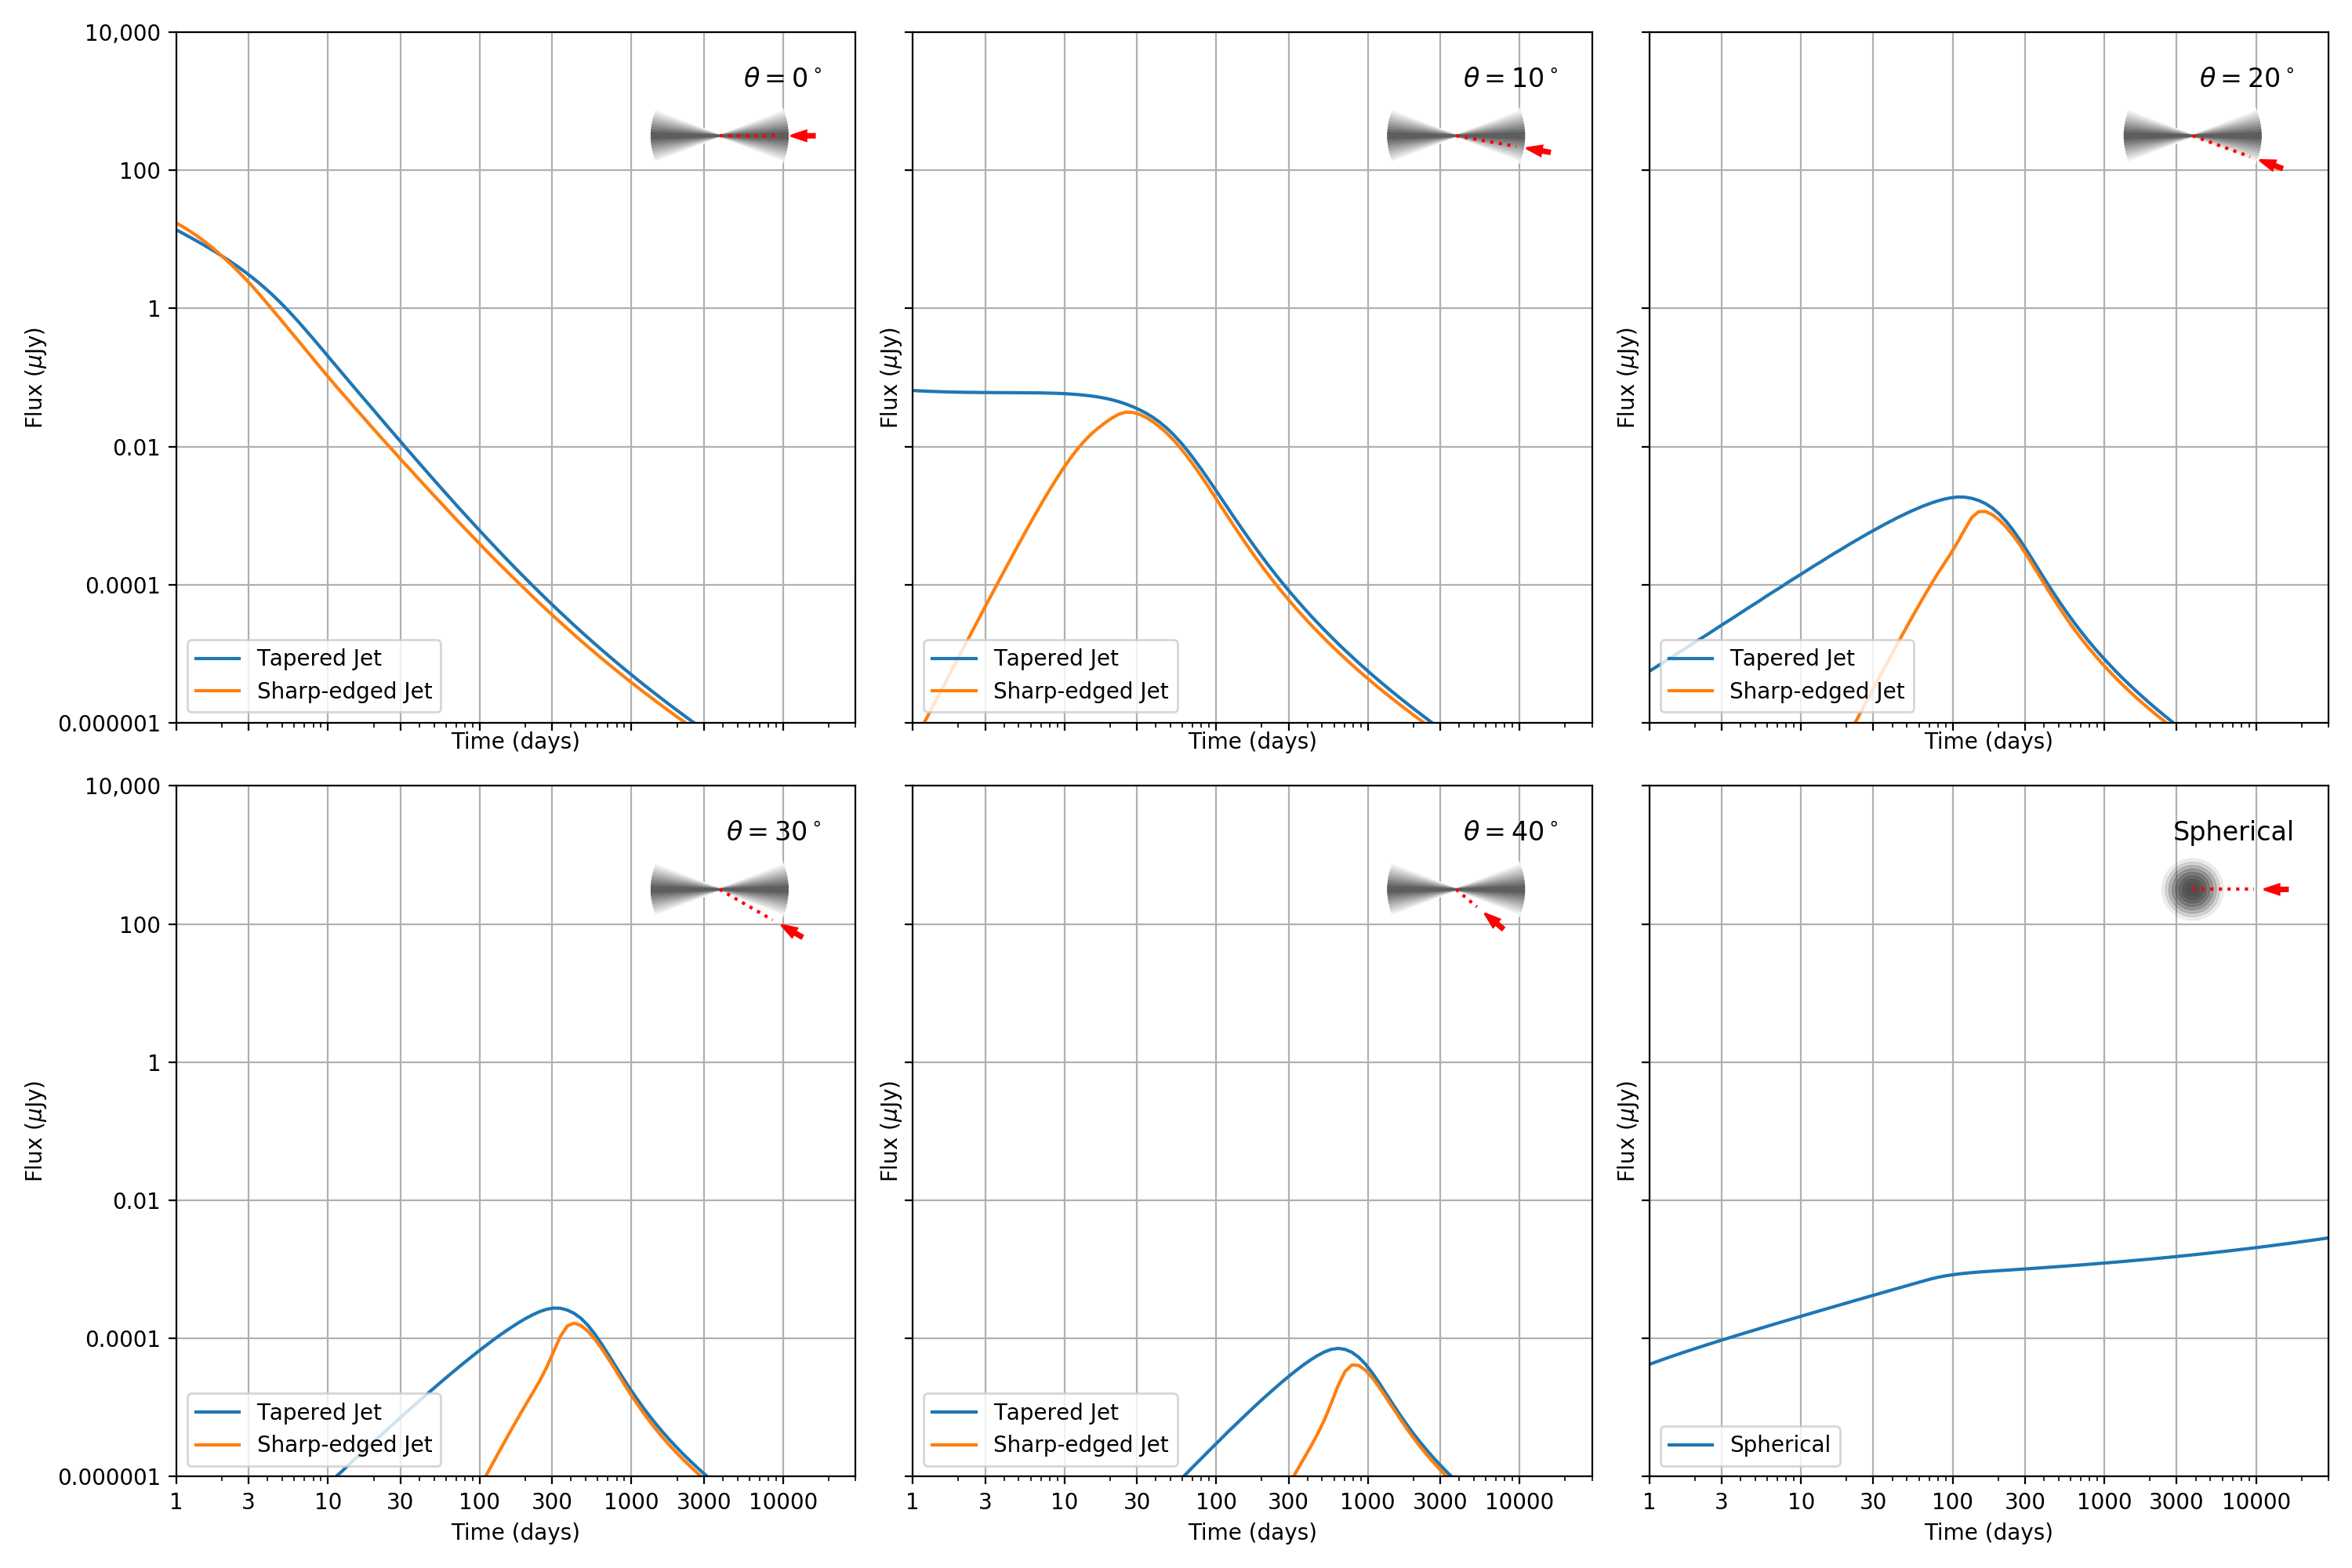 10,000
100
1
0.01
0.0001
0.000001
Flux (μJy)
θ = 0°
Tapered Jet
Sharp-edged Jet
Time (days)
Flux (μJy)
θ = 10°
Tapered Jet
Sharp-edged Jet
Time (days)
Flux (μJy)
θ = 20°
Tapered Jet
Sharp-edged Jet
Time (days)
10,000
100
1
0.01
0.0001
0.000001
Flux (μJy)
θ = 30°
Tapered Jet
Sharp-edged Jet
1 3 10 30 100 300 1000 3000 10000
Time (days)
Flux (μJy)
θ = 40°
Tapered Jet
Sharp-edged Jet
1 3 10 30 100 300 1000 3000 10000
Time (days)
Flux (μJy)
Spherical
Spherical
1 3 10 30 100 300 1000 3000 10000
Time (days)